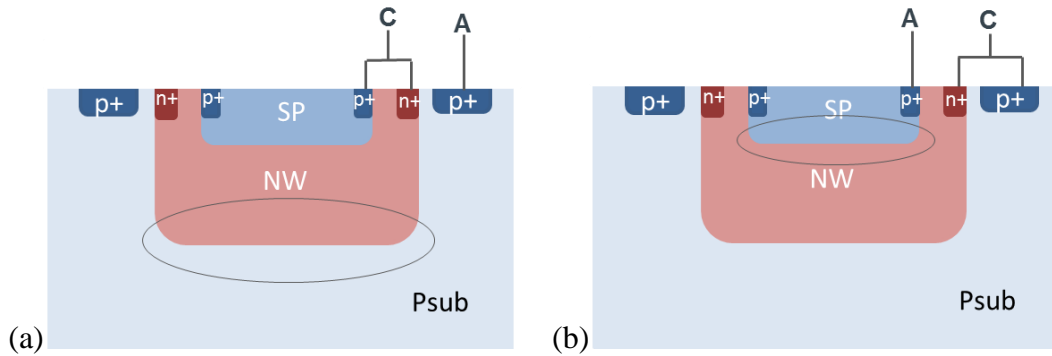 C A
p+ n+ p+ SP p+ n+ p+
NW
Psub
(a)
A C
p+ n+ p+ SP p+ n+ p+
NW
Psub
(b)